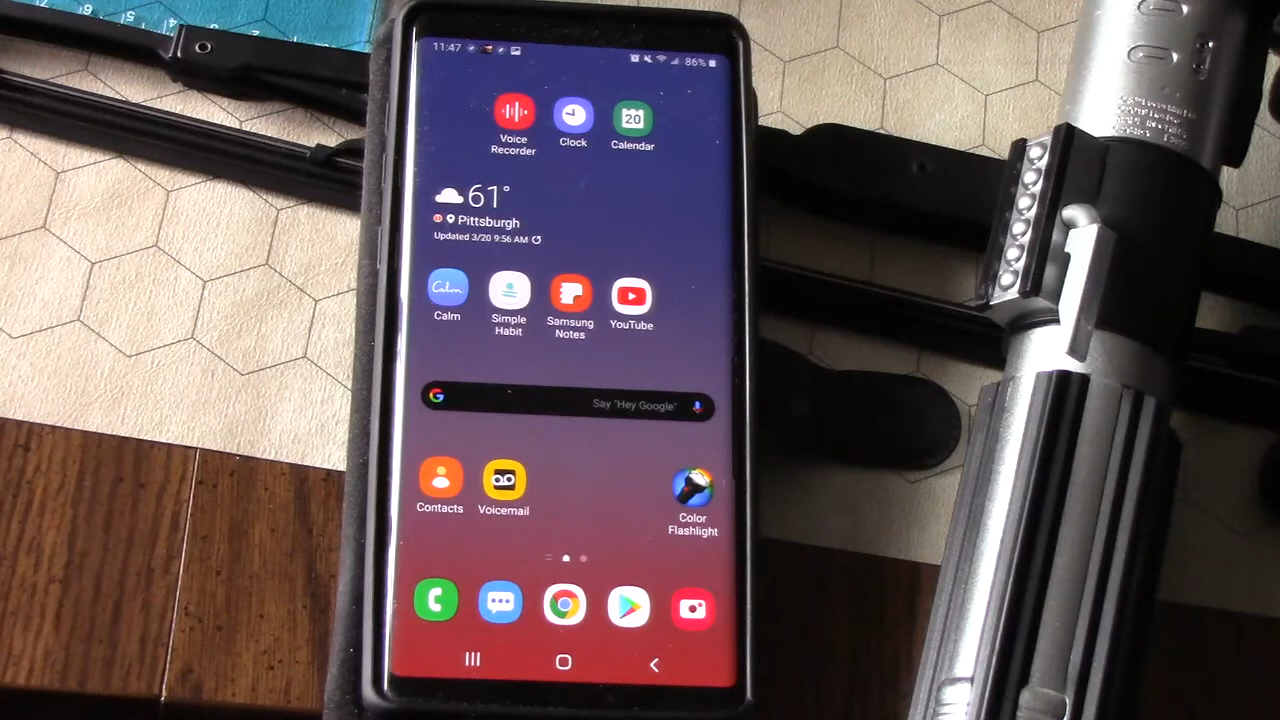 11:47
86%
Voice
Recorder
Clock
20
Calendar
61°
Pittsburgh
Updated 3/20 9:56 AM
Calm
Calm
Simple
Habit
Samsung
Notes
YouTube
G
Say "Hey Google"
Contacts
Voicemail
Color
Flashlight